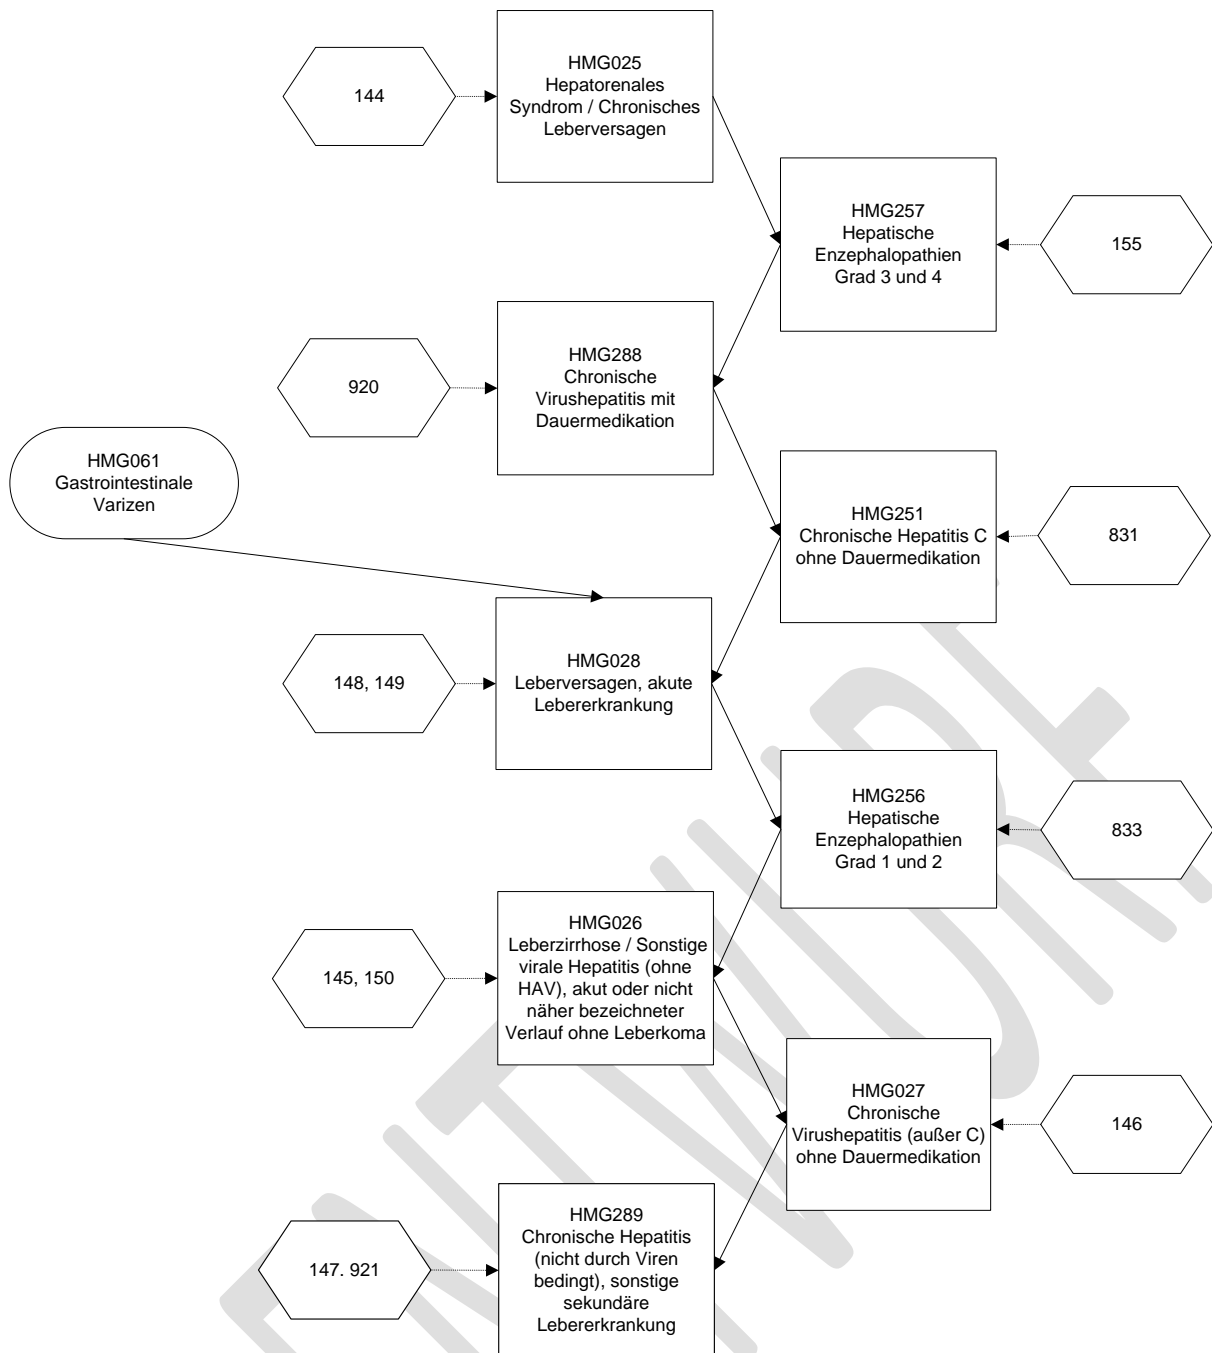 HMG025
Hepatorenales
Syndrom / Chronisches
Leberversagen
144
HMG257
Hepatische
Enzephalopathien
Grad 3 und 4
155
HMG288
Chronische
Virushepatitis mit
Dauermedikation
920
HMG061
Gastrointestinale
Varizen
HMG251
Chronische Hepatitis C
ohne Dauermedikation
831
HMG028
Leberversagen, akute
Lebererkrankung
148, 149
HMG256
Hepatische
Enzephalopathien
Grad 1 und 2
833
HMG026
Leberzirrhose / Sonstige
virale Hepatitis (ohne
HAV), akut oder nicht
näher bezeichneter
Verlauf ohne Leberkoma
145, 150
HMG027
Chronische
Virushepatitis (außer C)
ohne Dauermedikation
146
HMG289
Chronische Hepatitis
(nicht durch Viren
bedingt), sonstige
sekundäre
Lebererkrankung
147. 921
ENTWURF